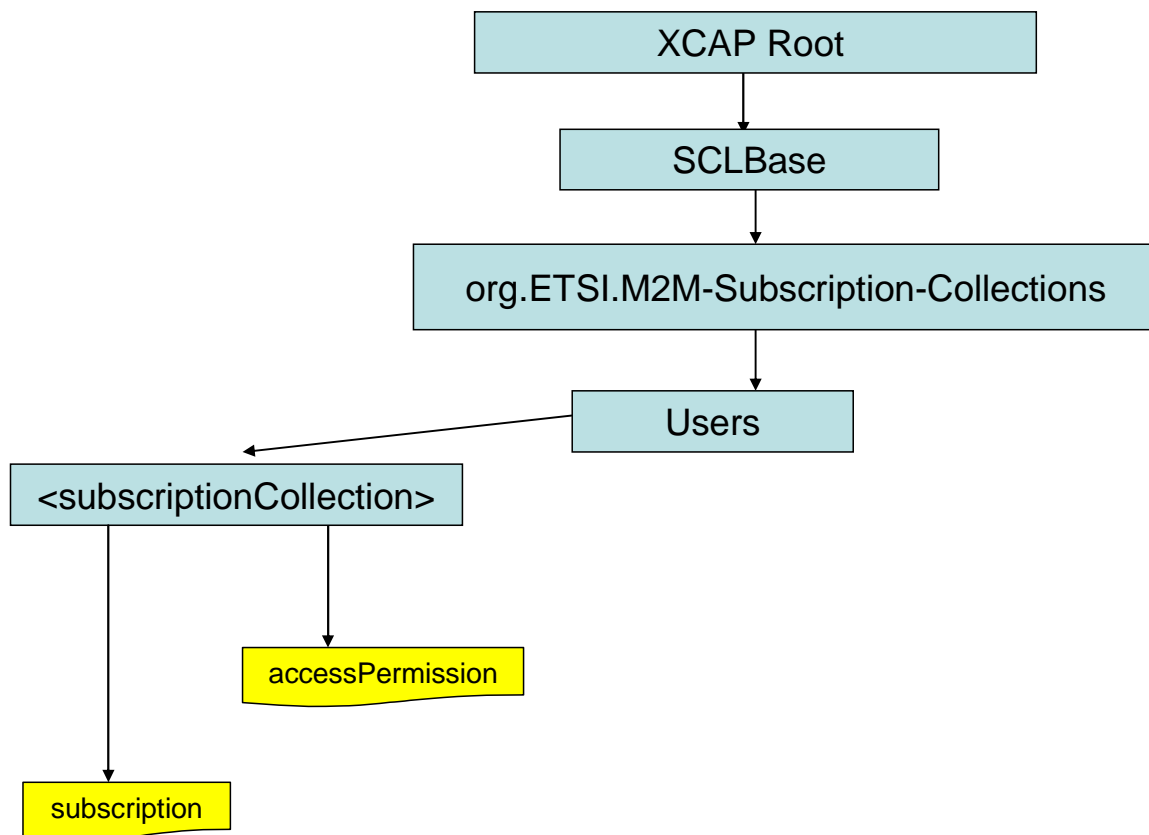 XCAP Root
SCLBase
org.ETSI.M2M-Subscription-Collections
Users
<subscriptionCollection>
accessPermission
subscription